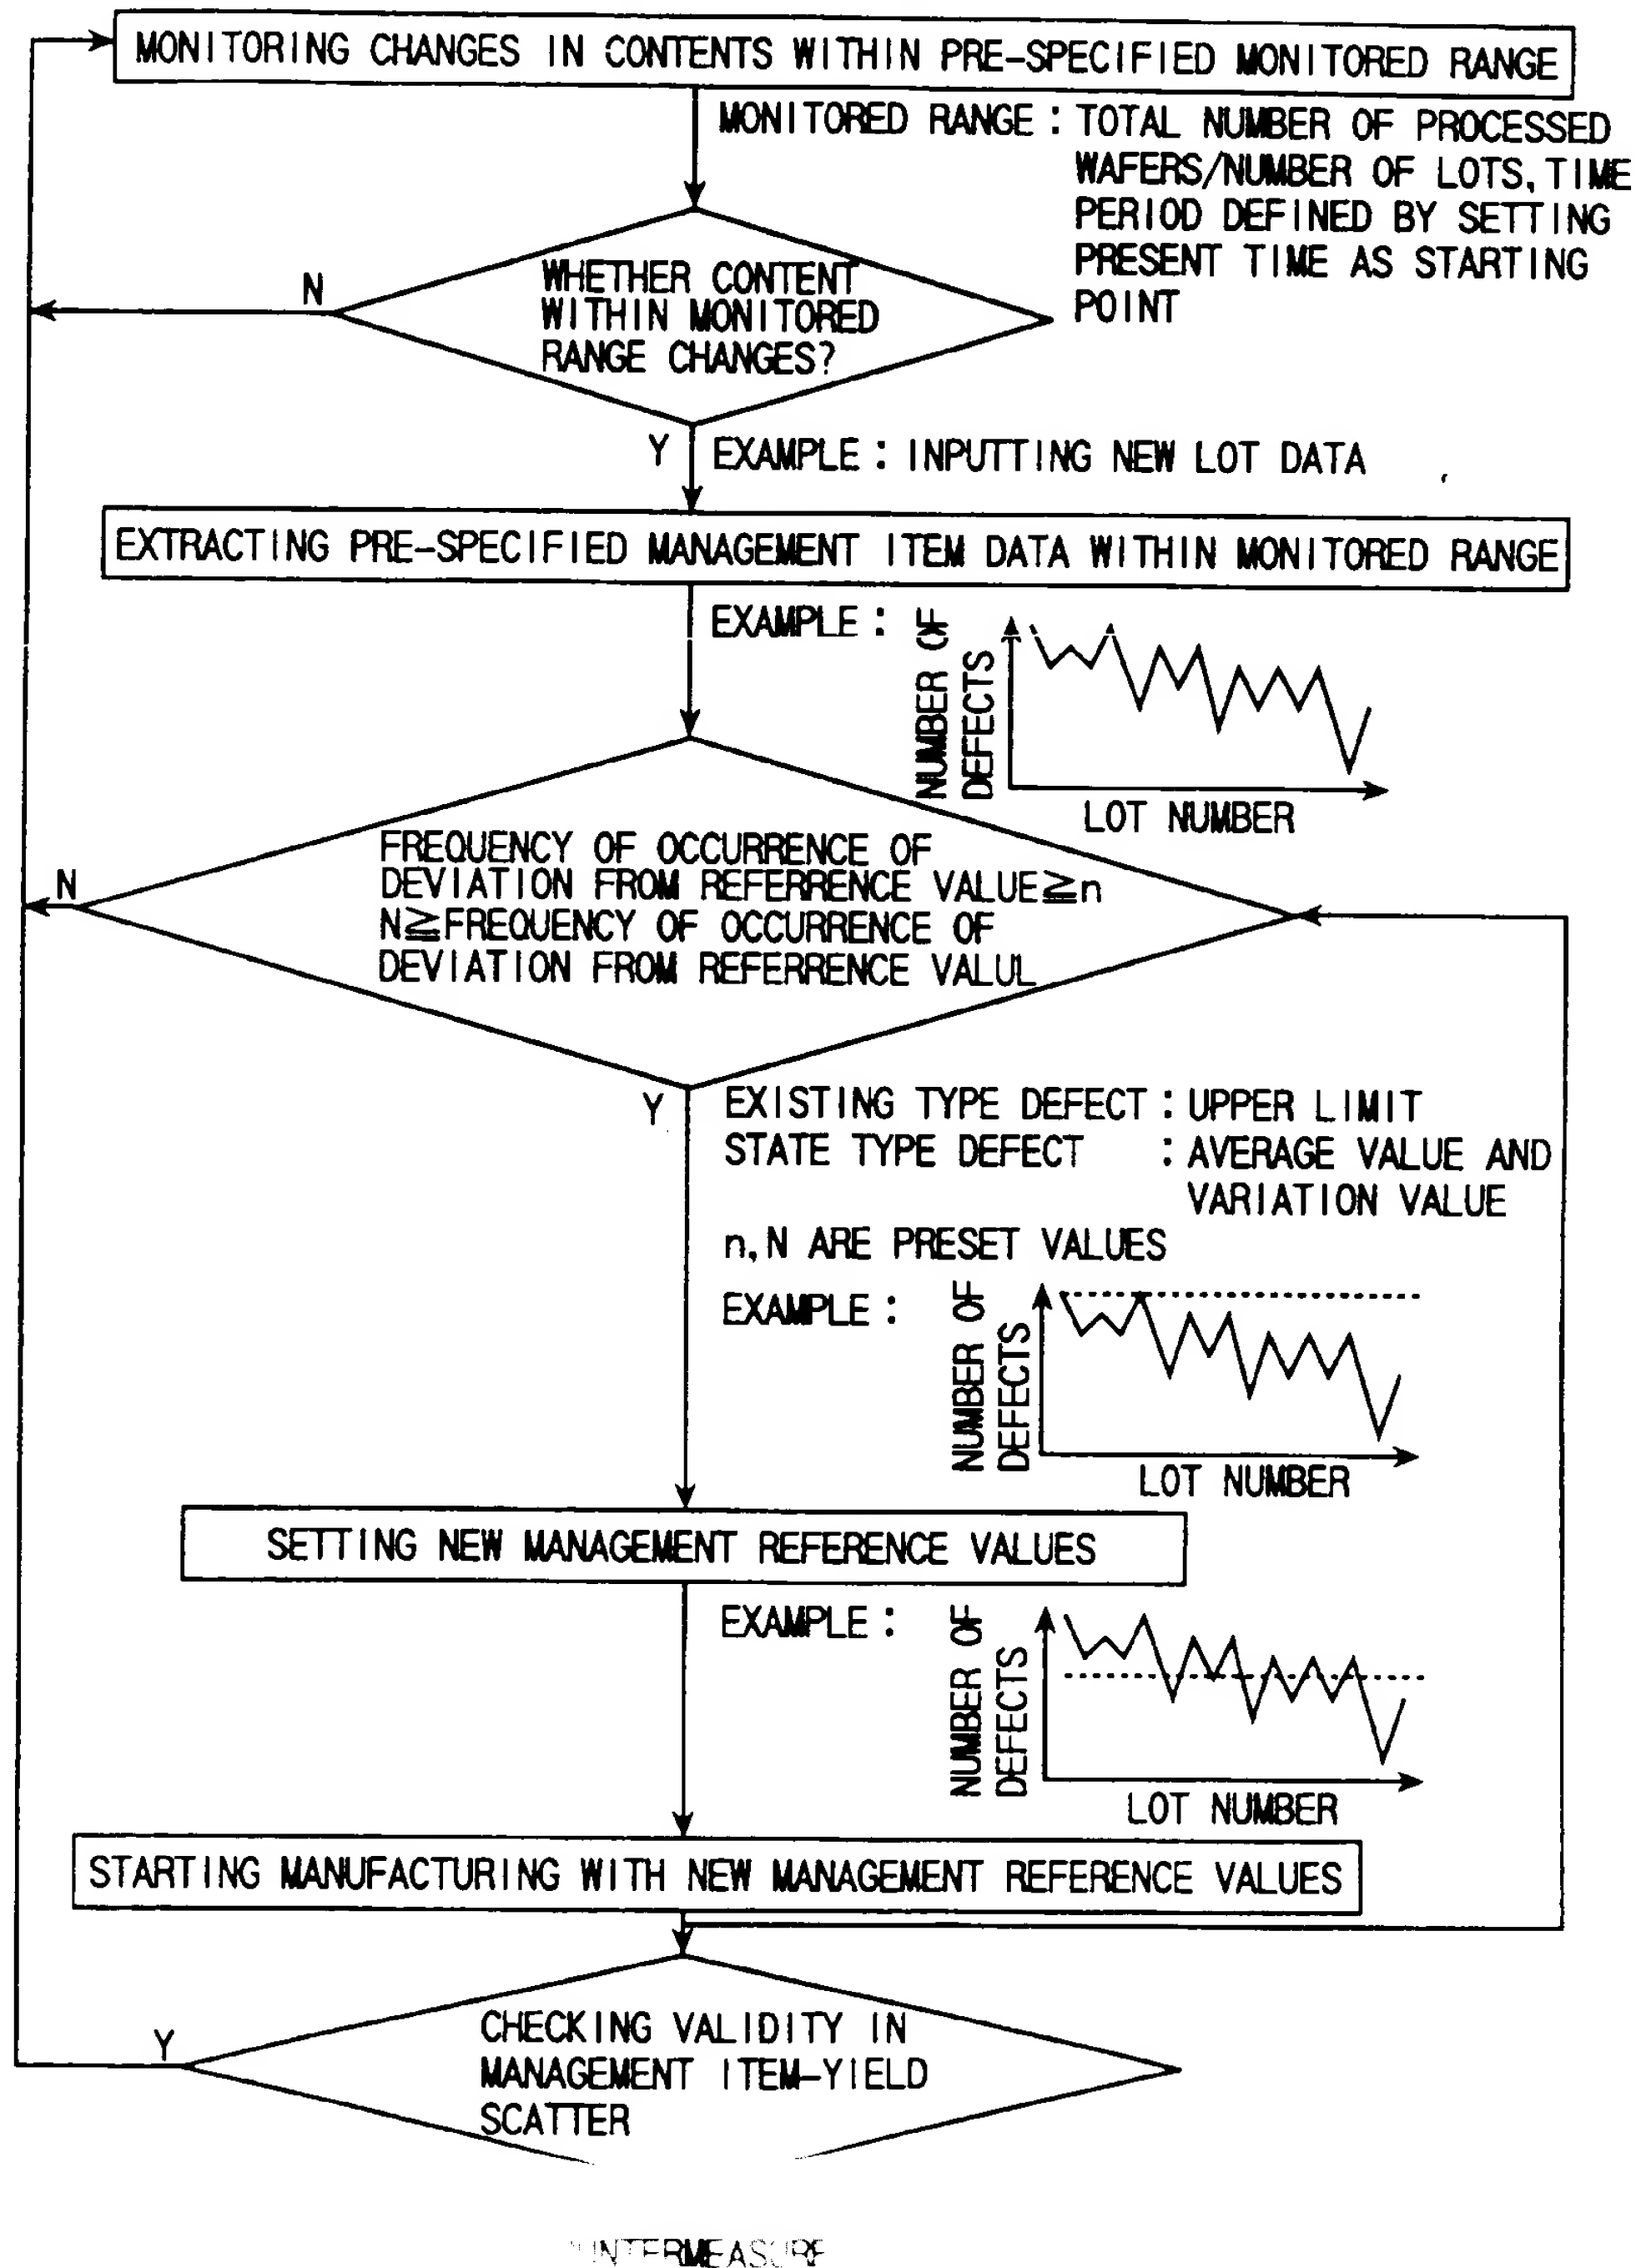 MONITORING CHANGES IN CONTENTS WITHIN PRE-SPECIFIED MONITORED RANGE
MONITORED RANGE : TOTAL NUMBER OF PROCESSED
WAFERS/NUMBER OF LOTS, TIME
PERIOD DEFINED BY SETTING
PRESENT TIME AS STARTING
POINT
N
WHETHER CONTENT
WITHIN MONITORED
RANGE CHANGES?
Y
EXAMPLE : INPUTTING NEW LOT DATA
EXTRACTING PRE-SPECIFIED MANAGEMENT ITEM DATA WITHIN MONITORED RANGE
EXAMPLE :
NUMBER OF
DEFECTS
LOT NUMBER
N
FREQUENCY OF OCCURRENCE OF
DEVIATION FROM REFERRENCE VALUE≧n
N≧FREQUENCY OF OCCURRENCE OF
DEVIATION FROM REFERRENCE VALUL
Y
EXISTING TYPE DEFECT : UPPER LIMIT
STATE TYPE DEFECT : AVERAGE VALUE AND
VARIATION VALUE
n, N ARE PRESET VALUES
EXAMPLE :
NUMBER OF
DEFECTS
LOT NUMBER
SETTING NEW MANAGEMENT REFERENCE VALUES
EXAMPLE :
NUMBER OF
DEFECTS
LOT NUMBER
STARTING MANUFACTURING WITH NEW MANAGEMENT REFERENCE VALUES
Y
CHECKING VALIDITY IN
MANAGEMENT ITEM-YIELD
SCATTER